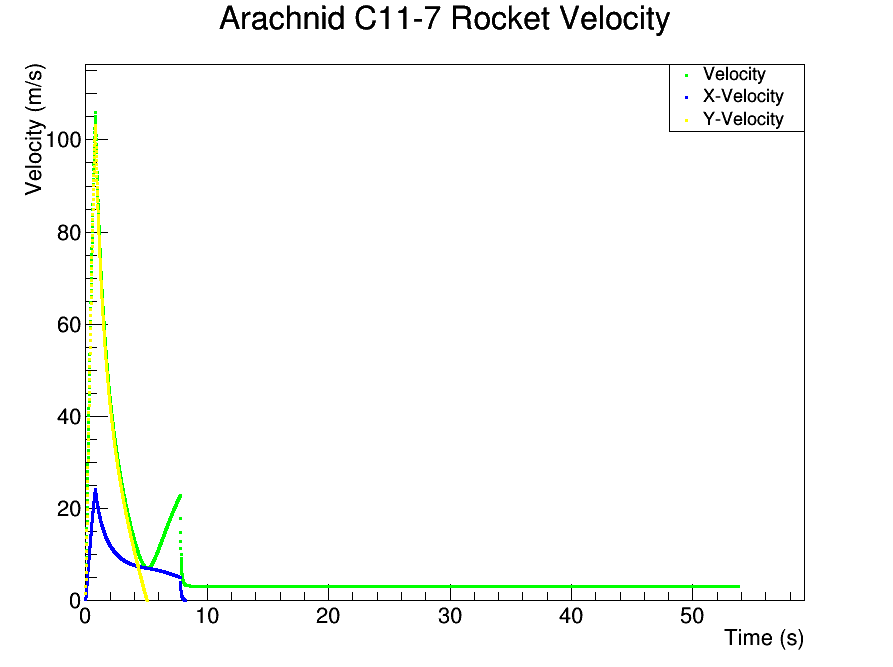 Arachnid C11-7 Rocket Velocity
Velocity (m/s)
100
80
60
40
20
0
Velocity
X-Velocity
Y-Velocity
0 10 20 30 40 50
Time (s)